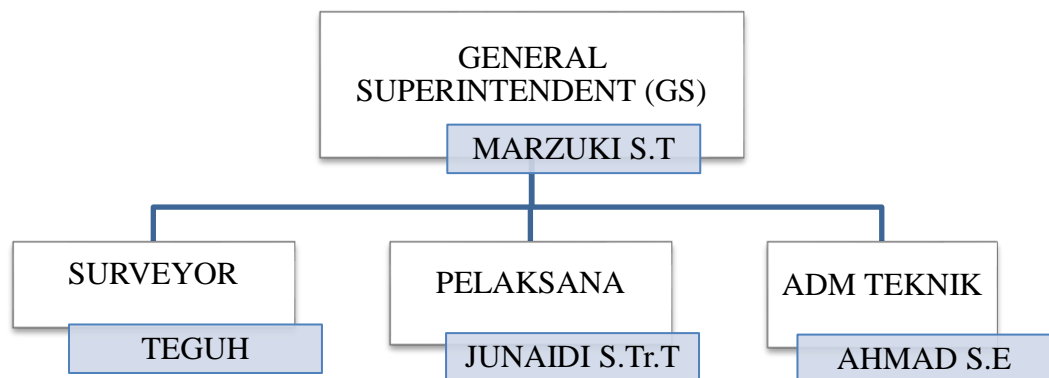 GENERAL
SUPERINTENDENT (GS)
MARZUKI S.T
SURVEYOR
TEGUH
PELAKSANA
JUNAIDI S.Tr.T
ADM TEKNIK
AHMAD S.E